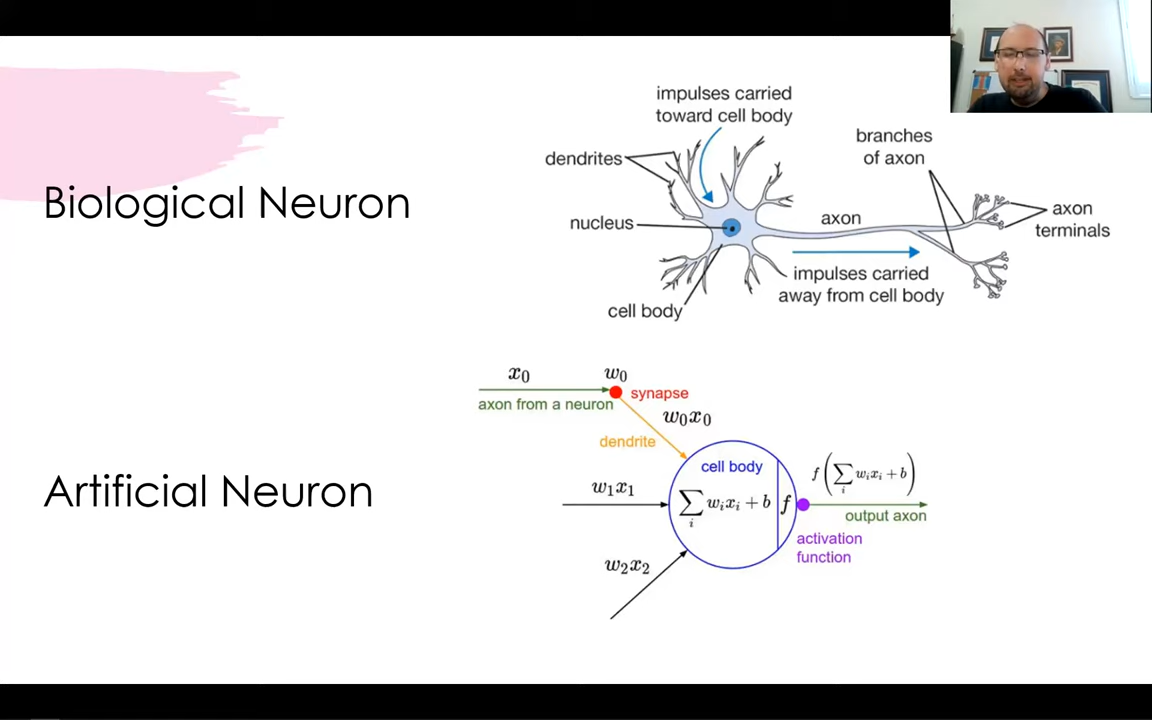 Biological Neuron
impulses carried
toward cell body
dendrites
nucleus
cell body
axon
impulses carried
away from cell body
branches
of axon
axon
terminals
Artificial Neuron
x₀
w₀
axon from a neuron
synapse
w₀x₀
dendrite
w₁x₁
w₂x₂
cell body
∑ᵢ wᵢxᵢ + b
f
f(∑ᵢ wᵢxᵢ + b)
output axon
activation
function